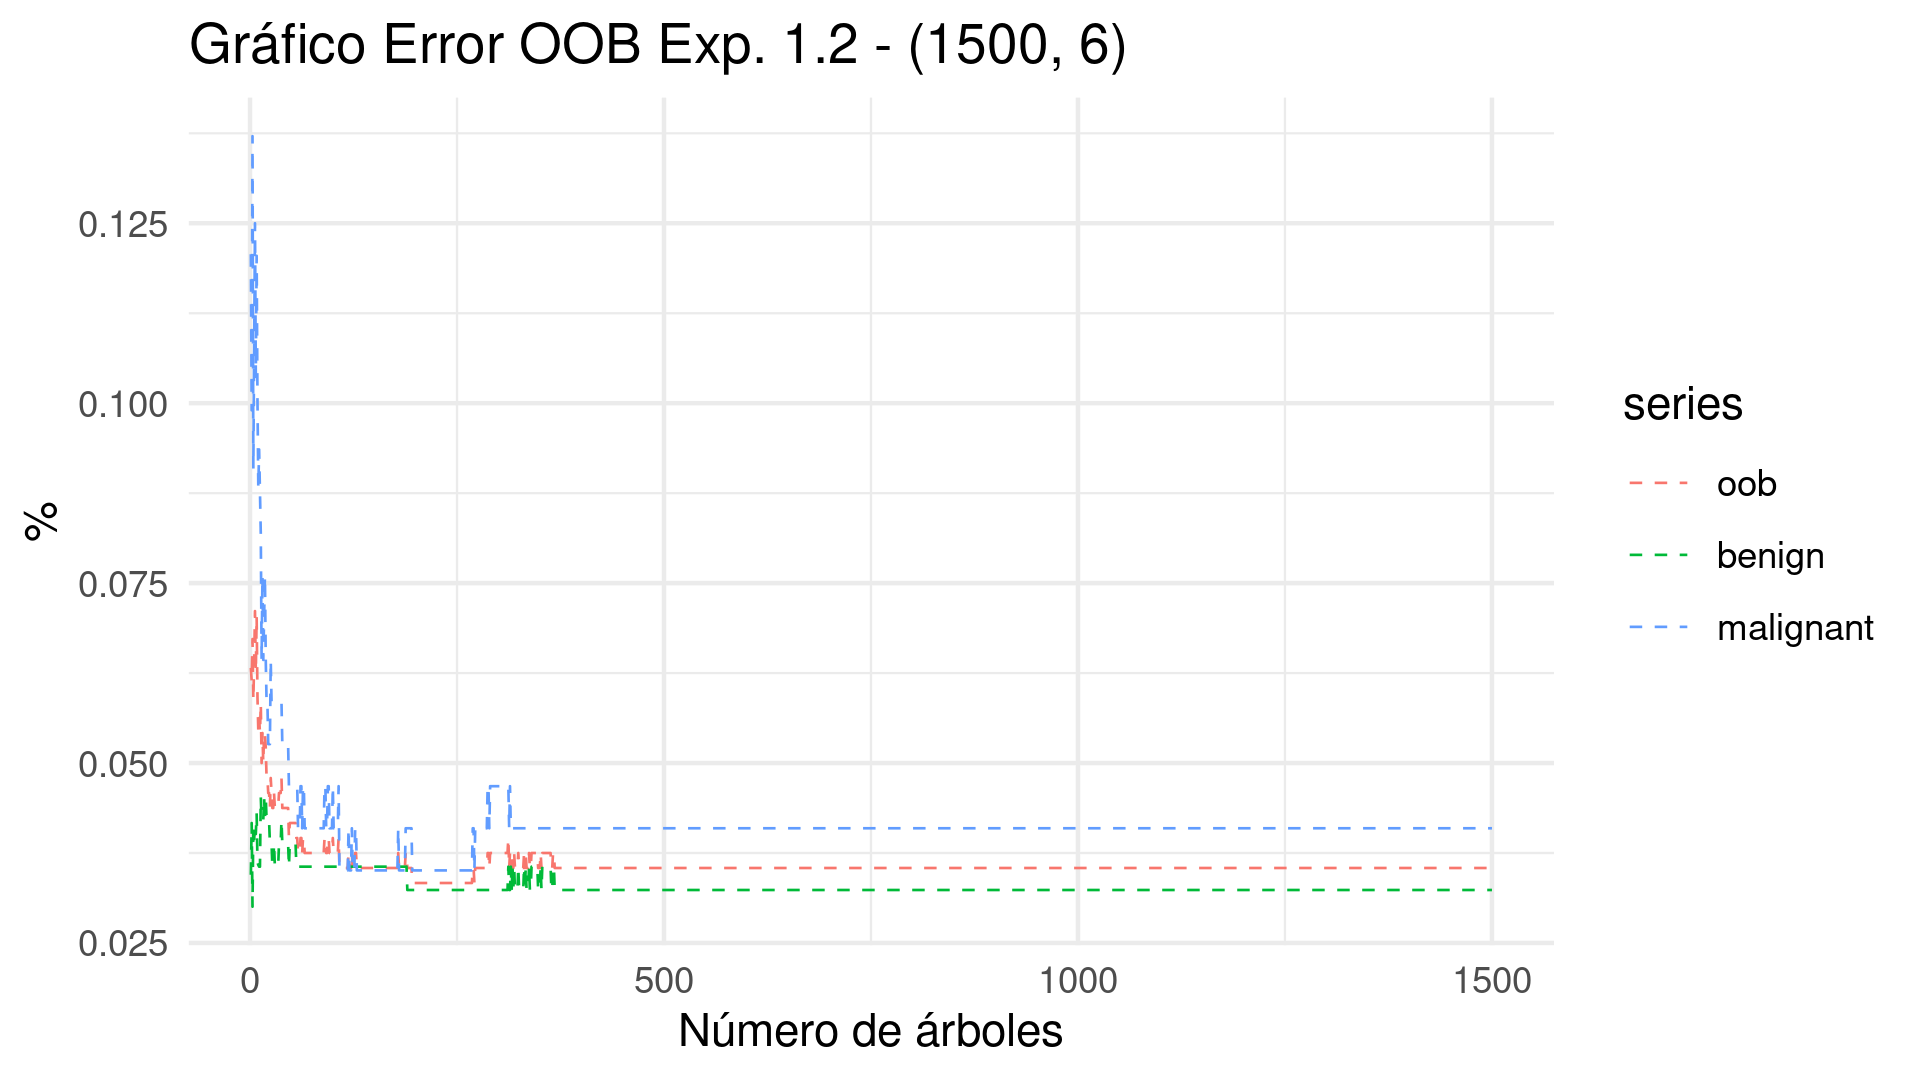 Gráfico Error OOB Exp. 1.2 - (1500, 6)
%
0.125
0.100
0.075
0.050
0.025
0 500 1000 1500
Número de árboles
series
oob
benign
malignant